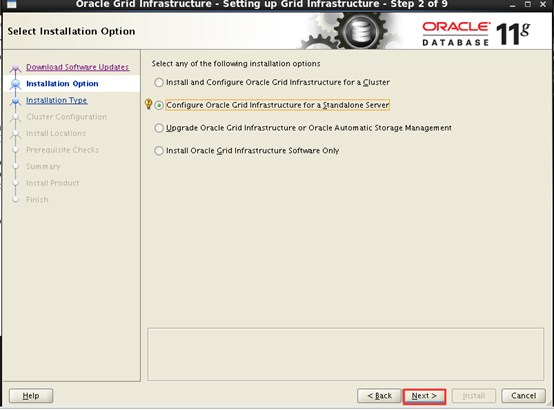 Oracle Grid Infrastructure - Setting up Grid Infrastructure - Step 2 of 9
Select Installation Option
ORACLE
DATABASE 11g
Download Software Updates
Installation Option
Installation Type
Cluster Configuration
Install Locations
Prerequisite Checks
Summary
Install Product
Finish
Select any of the following installation options
Install and Configure Oracle Grid Infrastructure for a Cluster
Configure Oracle Grid Infrastructure for a Standalone Server
Upgrade Oracle Grid Infrastructure or Oracle Automatic Storage Management
Install Oracle Grid Infrastructure Software Only
Help
< Back
Next >
Install
Cancel